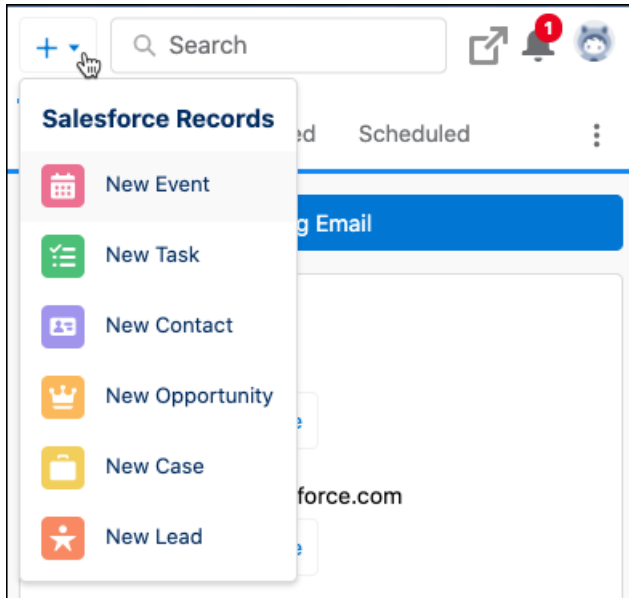 Search
1
Salesforce Records
ed
Scheduled
New Event
g Email
New Task
New Contact
New Opportunity
e
New Case
force.com
New Lead
e